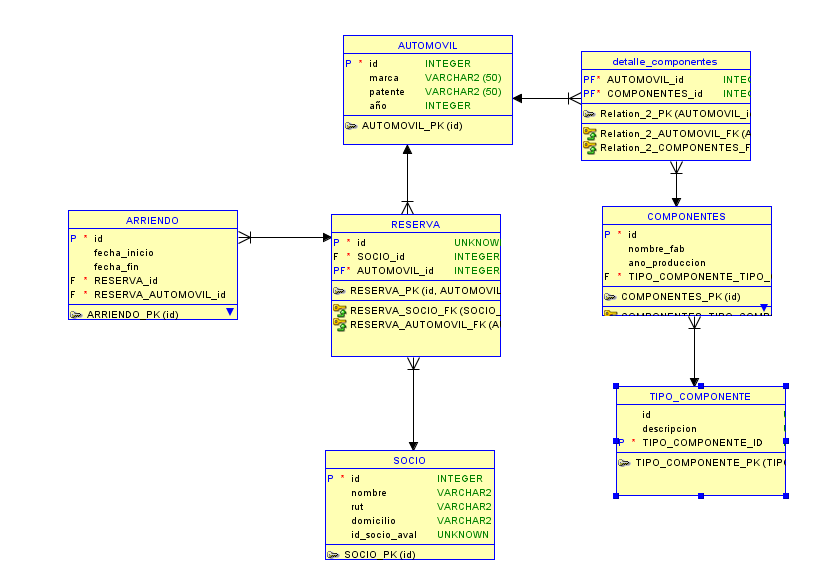 AUTOMOVIL
P * id INTEGER
marca VARCHAR2 (50)
patente VARCHAR2 (50)
año INTEGER
AUTOMOVIL_PK (id)
detalle_componentes
PF* AUTOMOVIL_id INTEG
PF* COMPONENTES_id INTEG
Relation_2_PK (AUTOMOVIL_i
Relation_2_AUTOMOVIL_FK (A
Relation_2_COMPONENTES_F
ARRIENDO
P * id
fecha_inicio
fecha_fin
F * RESERVA_id
F * RESERVA_AUTOMOVIL_id
ARRIENDO_PK (id)
RESERVA
P * id UNKNOW
F * SOCIO_id INTEGER
PF* AUTOMOVIL_id INTEGER
RESERVA_PK (id, AUTOMOVIL
RESERVA_SOCIO_FK (SOCIO_
RESERVA_AUTOMOVIL_FK (A
COMPONENTES
P * id
nombre_fab
ano_produccion
F * TIPO_COMPONENTE_TIPO_
COMPONENTES_PK (id)
COMPONENTES_TIPO_COMP
TIPO_COMPONENTE
id
descripcion
P * TIPO_COMPONENTE_ID
TIPO_COMPONENTE_PK (TIP
SOCIO
P * id INTEGER
nombre VARCHAR2
rut VARCHAR2
domicilio VARCHAR2
id_socio_aval UNKNOWN
SOCIO_PK (id)